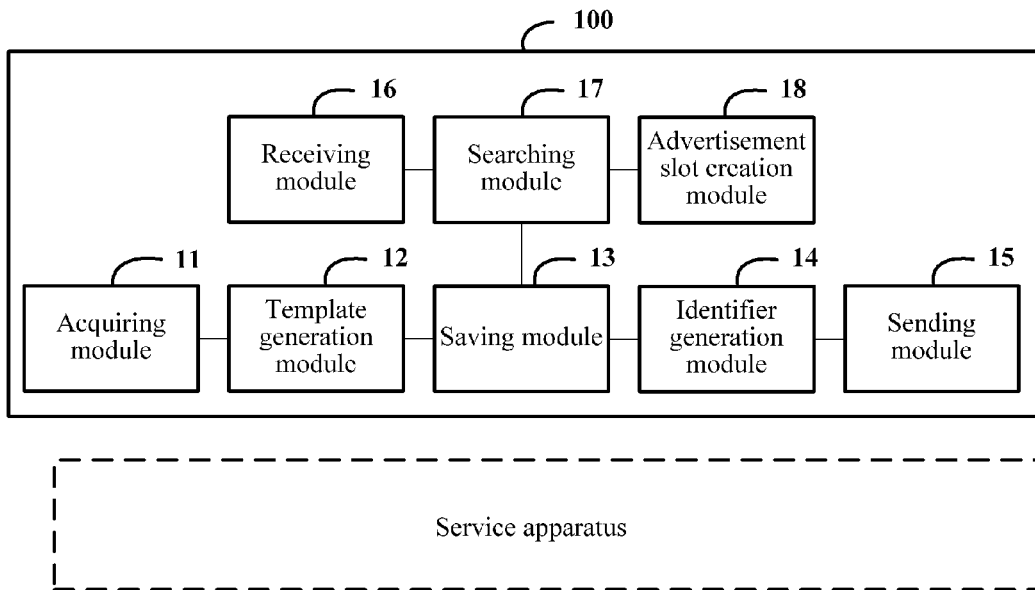 100
16
17
18
Receiving
module
Searching
module
Advertisement
slot creation
module
11
12
13
14
15
Acquiring
module
Template
generation
module
Saving module
Identifier
generation
module
Sending
module
Service apparatus